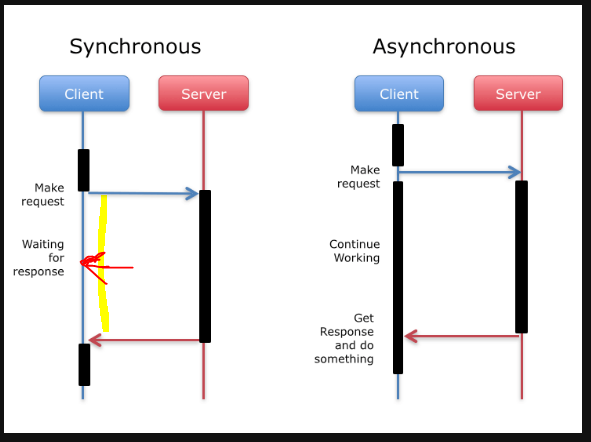 Synchronous
Asynchronous
Client
Server
Client
Server
Make
request
Waiting
for
response
Make
request
Continue
Working
Get
Response
and do
something